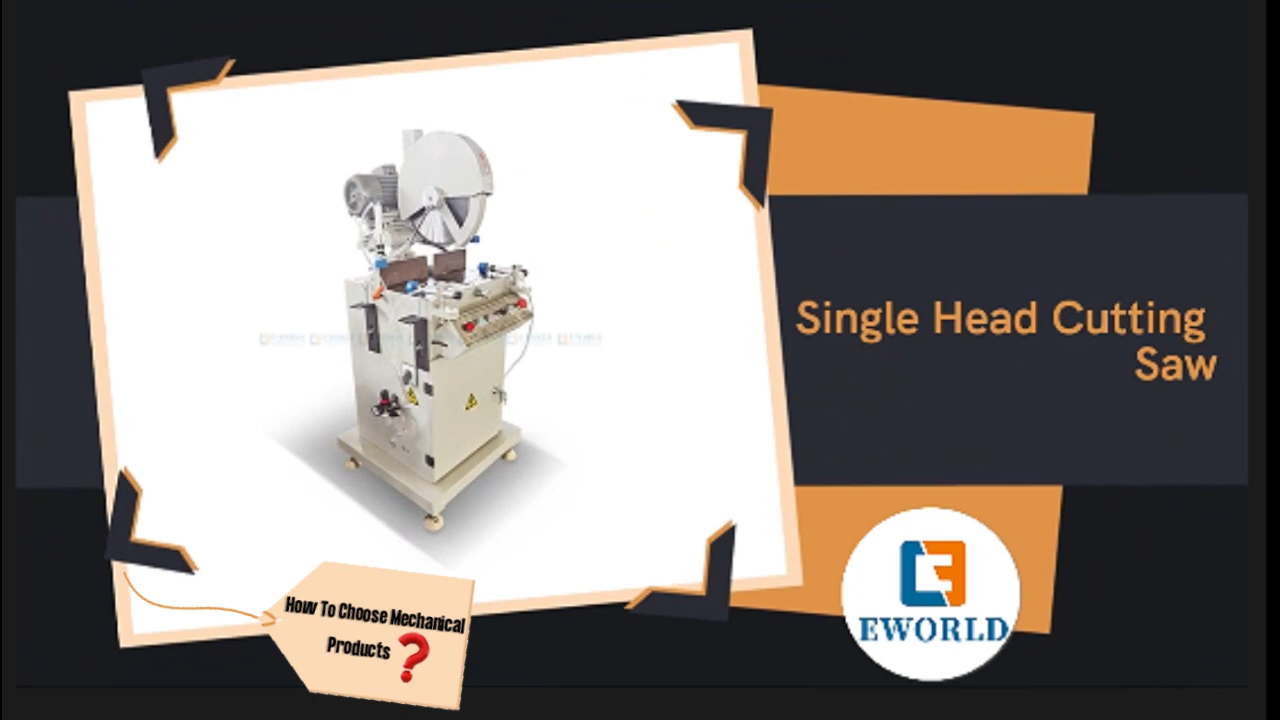 Single Head Cutting
Saw
How To Choose Mechanical
Products
EWORLD